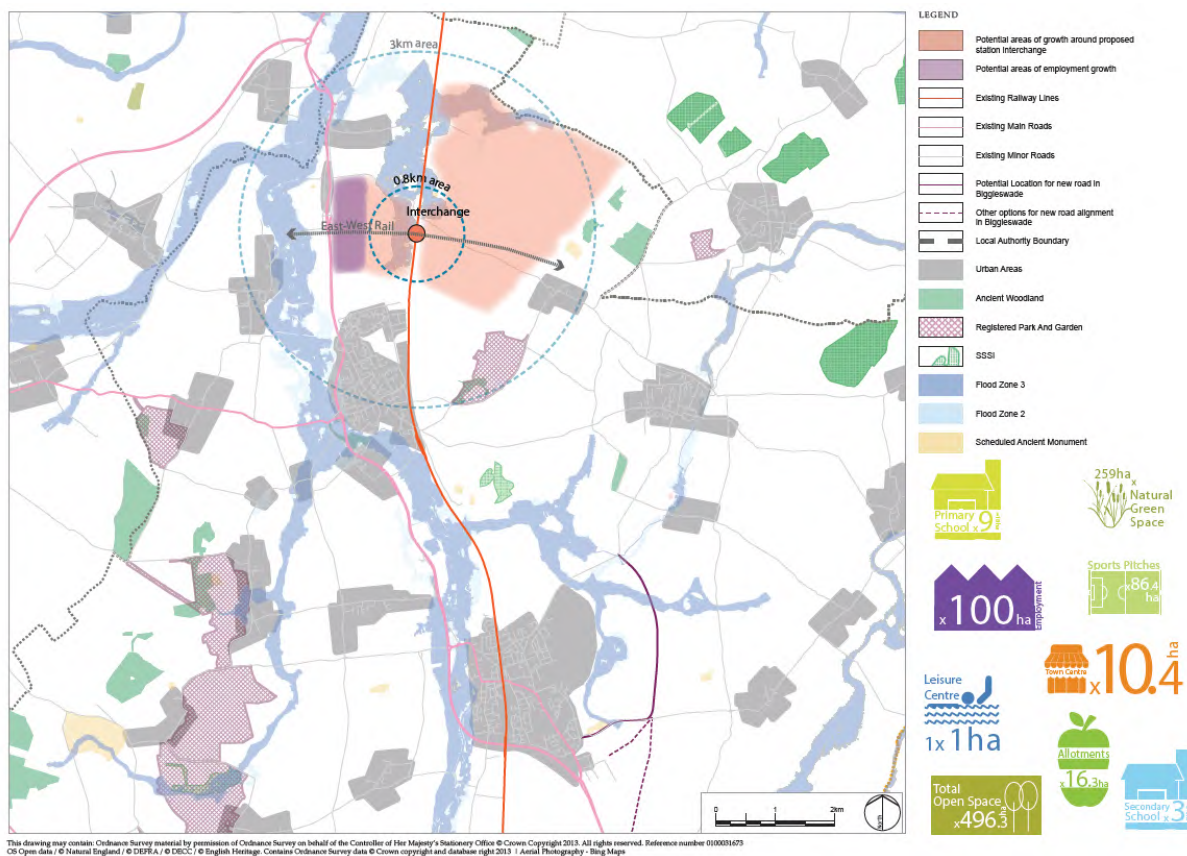 3km area
0.8km area
Interchange
East-West Rail
0
1
2km
North
LEGEND
Potential areas of growth around proposed
station interchange
Potential areas of employment growth
Existing Railway Lines
Existing Main Roads
Existing Minor Roads
Potential Location for new road in
Biggleswade
Other options for new road alignment
in Biggleswade
Local Authority Boundary
Urban Areas
Ancient Woodland
Registered Park And Garden
SSSI
Flood Zone 3
Flood Zone 2
Scheduled Ancient Monument
Primary
School x 9
259ha
x
Natural
Green
Space
x 100 ha
Employment
Sports Pitches
x86.4
ha
Leisure
Centre
1x 1ha
Town Centre
x10.4 ha
Allotments
x16.3ha
Total
Open Space
x496.3 ha
Secondary
School x 3
This drawing may contain: Ordnance Survey material by permission of Ordnance Survey on behalf of the Controller of Her Majesty's Stationery Office © Crown Copyright 2013. All rights reserved. Reference number 0100031673
OS Open data / © Natural England / © DEFRA / © DECC / © English Heritage. Contains Ordnance Survey data © Crown copyright and database right 2013 | Aerial Photography - Bing Maps